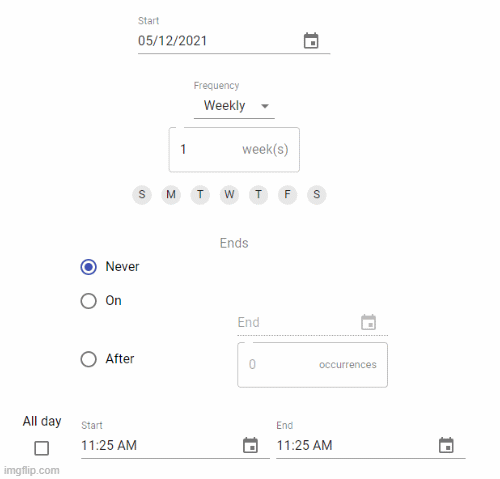 Start
05/12/2021
Frequency
Weekly
1 week(s)
S M T W T F S
Ends
Never
On
End
After
0 occurrences
All day
Start
11:25 AM
End
11:25 AM
imgflip.com